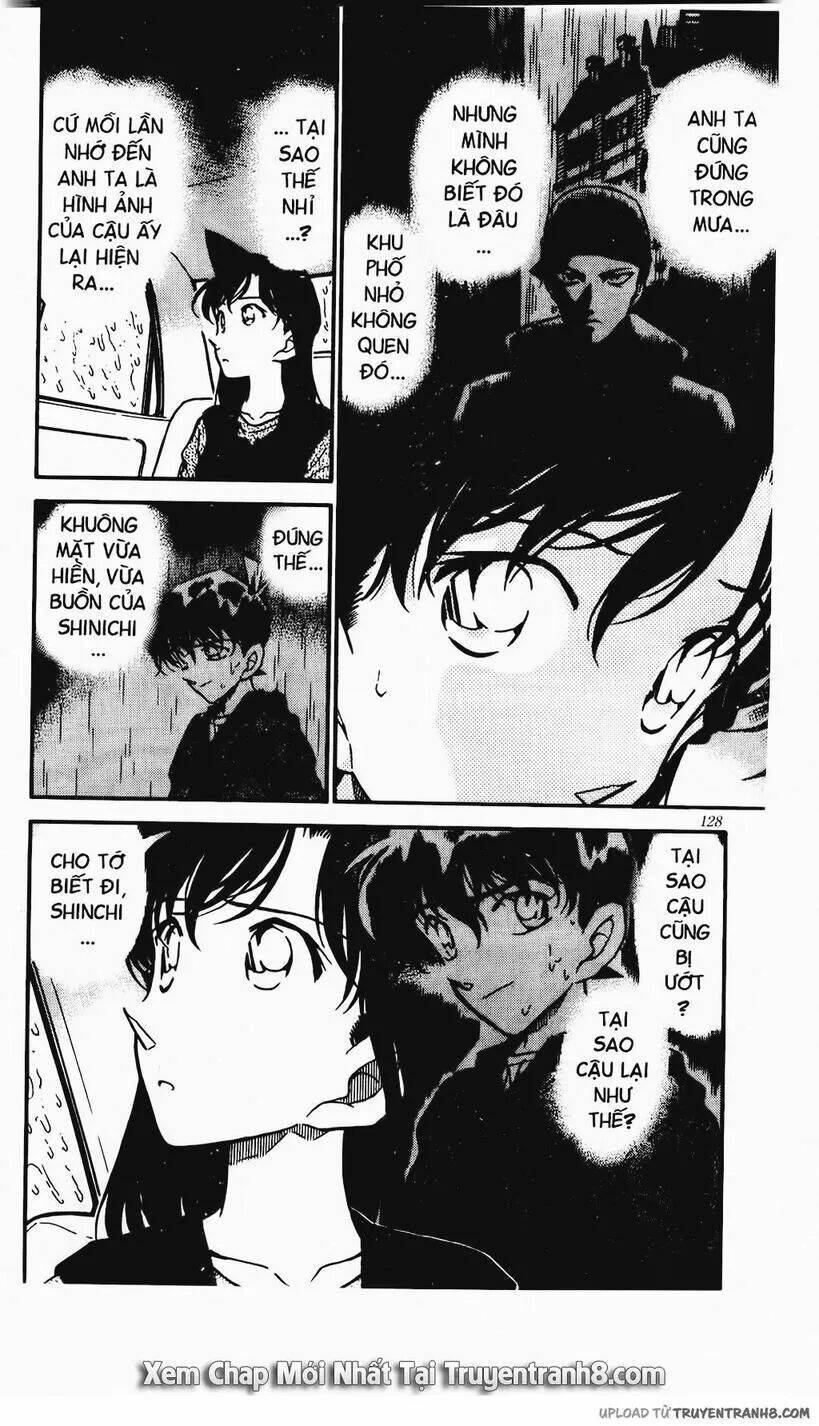 ANH TA
CŨNG
ĐỨNG
TRONG
MƯA...
NHƯNG
MÌNH
KHÔNG
BIẾT ĐÓ
LÀ ĐÂU
...
KHU
PHỐ
NHỎ
KHÔNG
QUEN
ĐÓ...
... TẠI
SAO
THẾ
NHỈ
...?
CỨ MỖI LẦN
NHỚ ĐẾN
ANH TA LÀ
HÌNH ẢNH
CỦA CẬU ẤY
LẠI HIỆN
RA...
ĐÚNG
THẾ...
KHUÔNG
MẶT VỪA
HIỀN, VỪA
BUỒN CỦA
SHINICHI
...
128
TẠI
SAO
CẬU
CŨNG
BỊ
ƯỚT
?
TẠI
SAO
CẬU LẠI
NHƯ
THẾ?
CHO TỚ
BIẾT ĐI,
SHINCHI
...
Xem Chap Mới Nhất Tại Truyentranh8.com
UPLOAD TỪ TRUYENTRANH8.COM